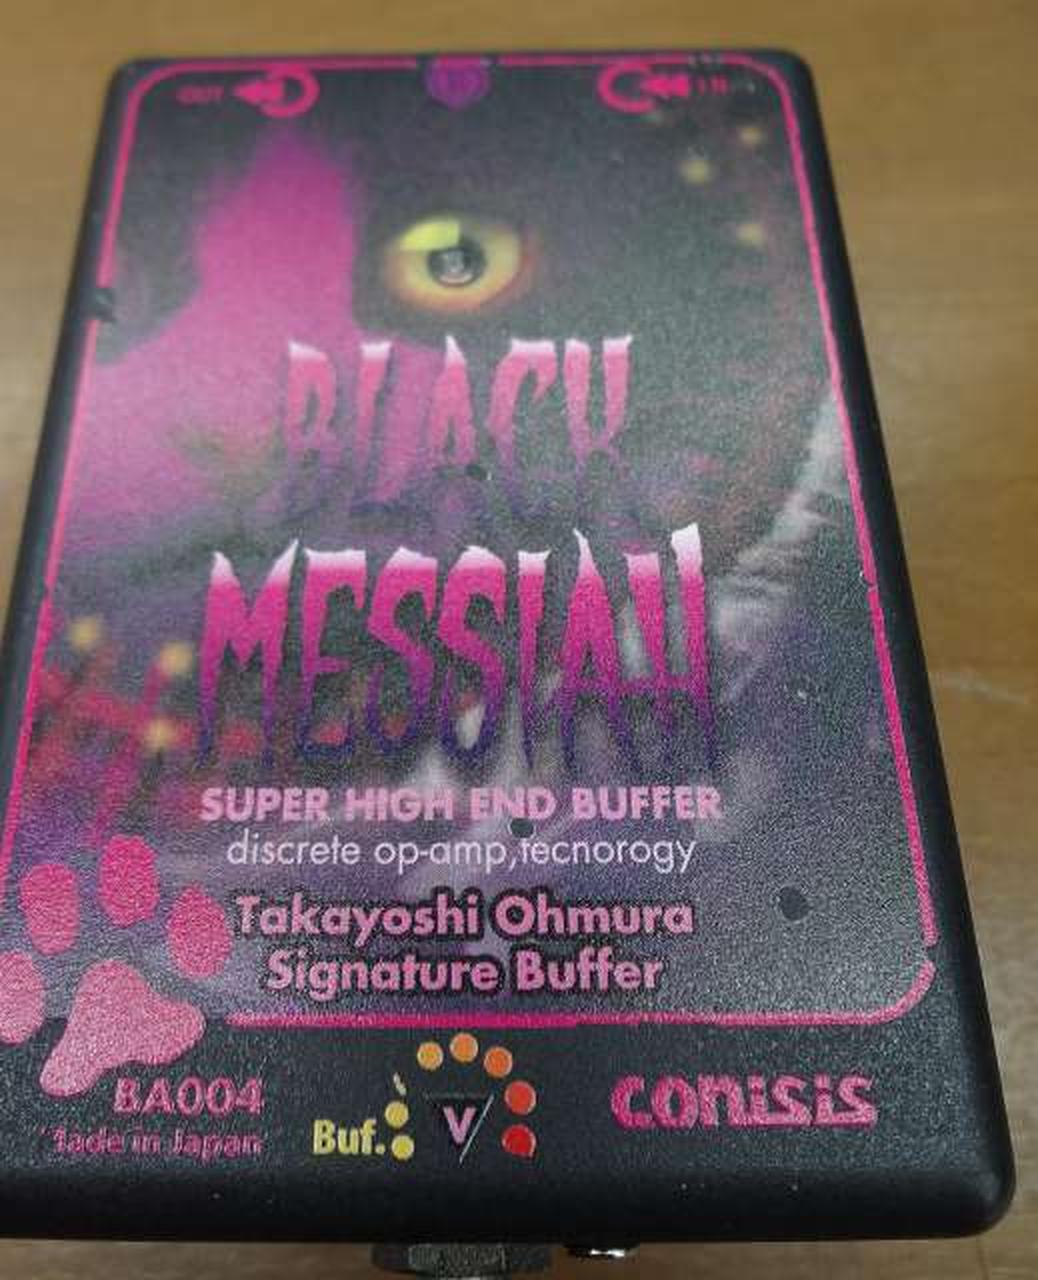 OUT IN
BLACK
MESSIAH
SUPER HIGH END BUFFER
discrete op-amp,tecnorogy
Takayoshi Ohmura
Signature Buffer
BA004
Made in Japan
Buf.
V
conisis